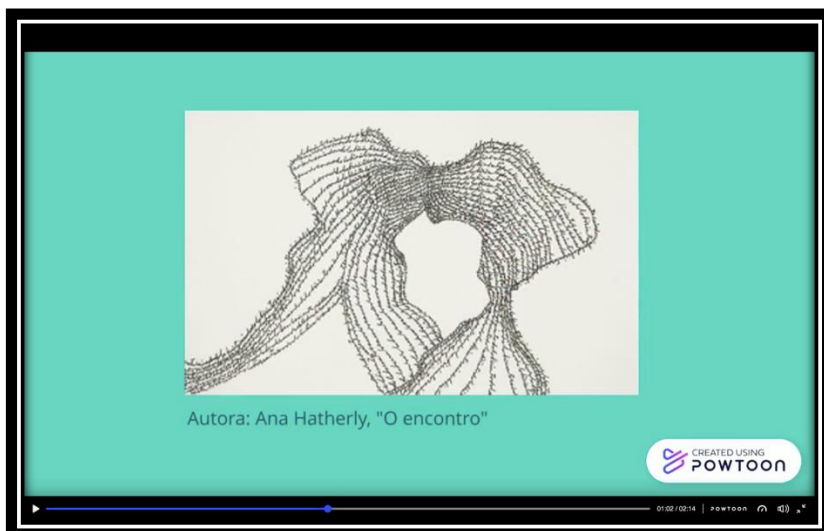 Autora: Ana Hatherly, "O encontro"
CREATED USING
POWTOON
01:02 / 02:14
POWTOON